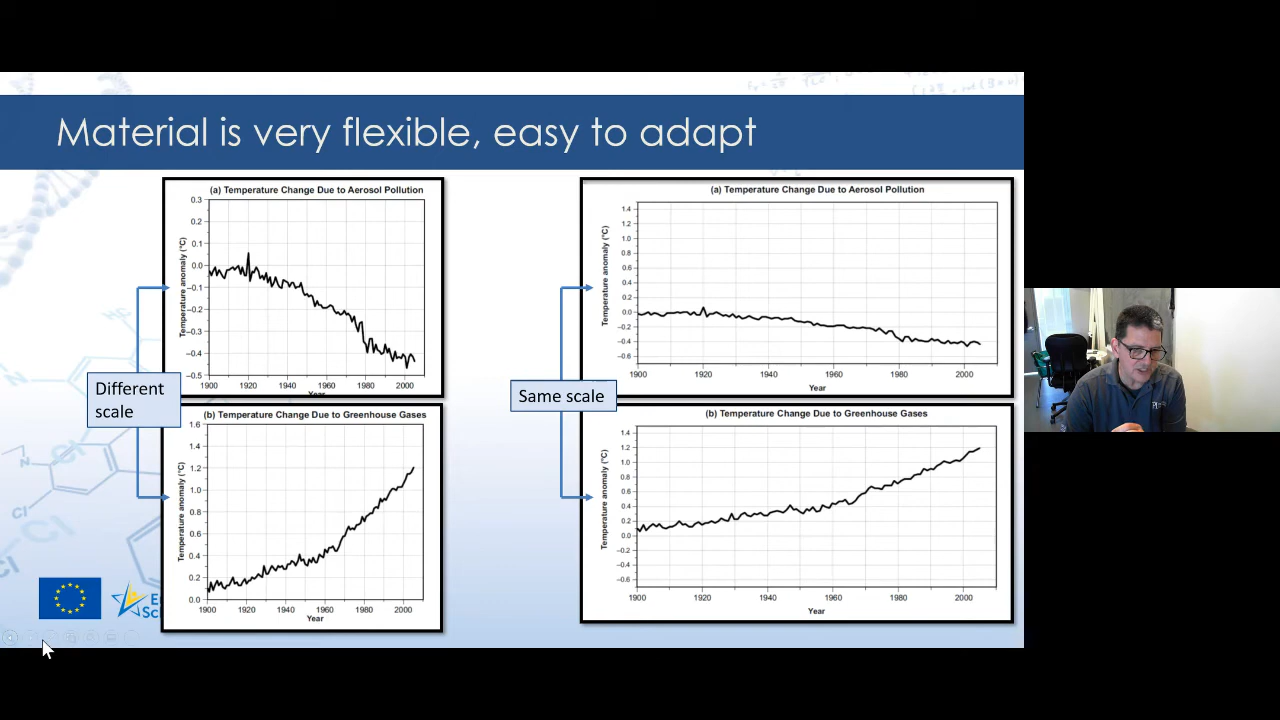 Material is very flexible, easy to adapt
(a) Temperature Change Due to Aerosol Pollution
Temperature anomaly (°C)
0.3
0.2
0.1
0.0
−0.1
−0.2
−0.3
−0.4
−0.5
1900 1920 1940 1960 1980 2000
Year
Different
scale
(b) Temperature Change Due to Greenhouse Gases
Temperature anomaly (°C)
1.6
1.4
1.2
1.0
0.8
0.6
0.4
0.2
0.0
1900 1920 1940 1960 1980 2000
Year
(a) Temperature Change Due to Aerosol Pollution
Temperature anomaly (°C)
1.4
1.2
1.0
0.8
0.6
0.4
0.2
0.0
−0.2
−0.4
−0.6
1900 1920 1940 1960 1980 2000
Year
Same scale
(b) Temperature Change Due to Greenhouse Gases
Temperature anomaly (°C)
1.4
1.2
1.0
0.8
0.6
0.4
0.2
0.0
−0.2
−0.4
−0.6
1900 1920 1940 1960 1980 2000
Year